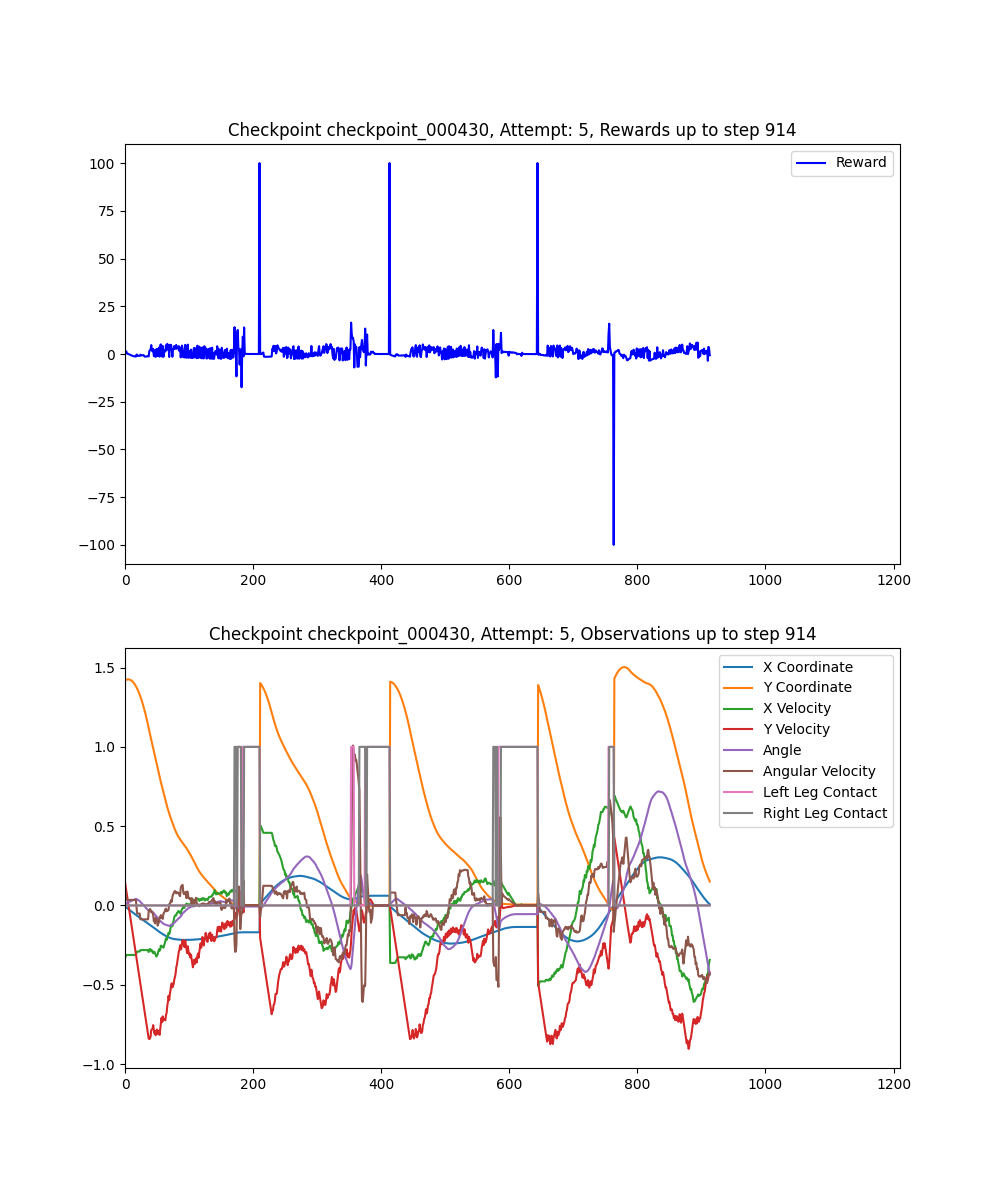 Checkpoint checkpoint_000430, Attempt: 5, Rewards up to step 914
100
75
50
25
0
−25
−50
−75
−100
Reward
0 200 400 600 800 1000 1200
Checkpoint checkpoint_000430, Attempt: 5, Observations up to step 914
1.5
1.0
0.5
0.0
−0.5
−1.0
X Coordinate
Y Coordinate
X Velocity
Y Velocity
Angle
Angular Velocity
Left Leg Contact
Right Leg Contact
0 200 400 600 800 1000 1200